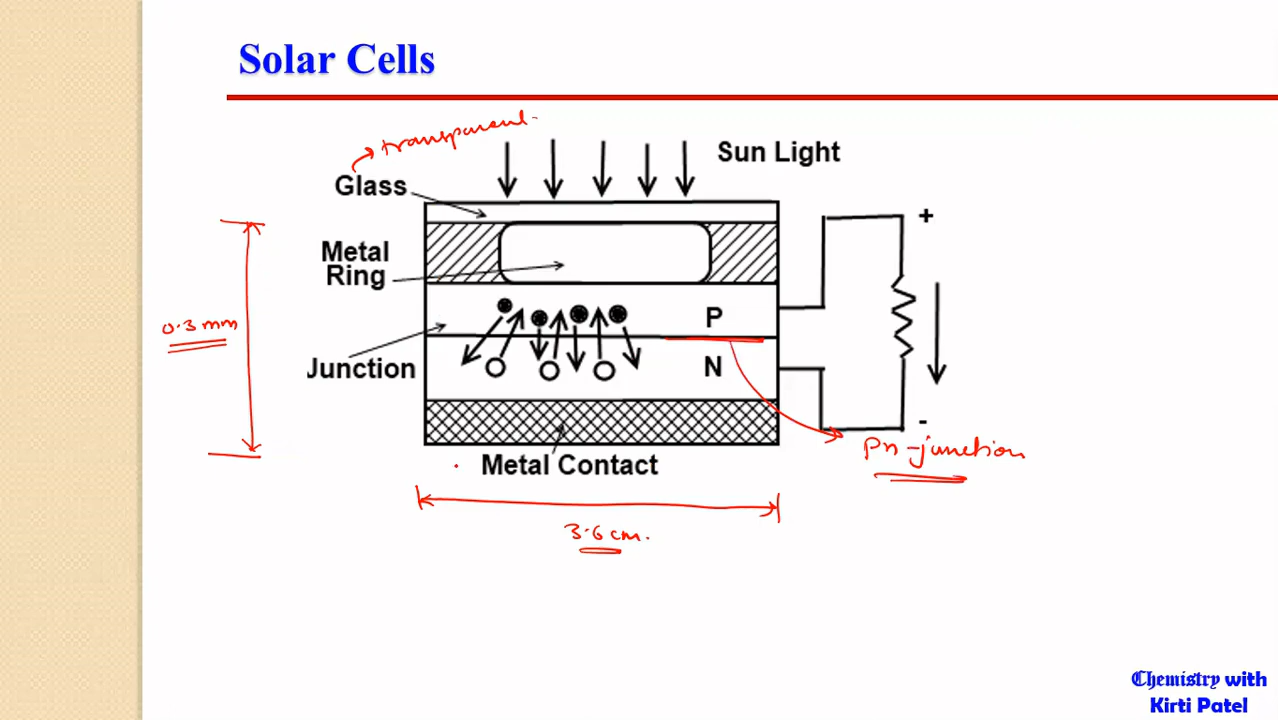 Solar Cells
transparent
Sun Light
Glass
+
Metal
Ring
0.3 mm
P
Junction
N
-
Pn-junction
Metal Contact
3.6 cm.
Chemistry with
Kirti Patel